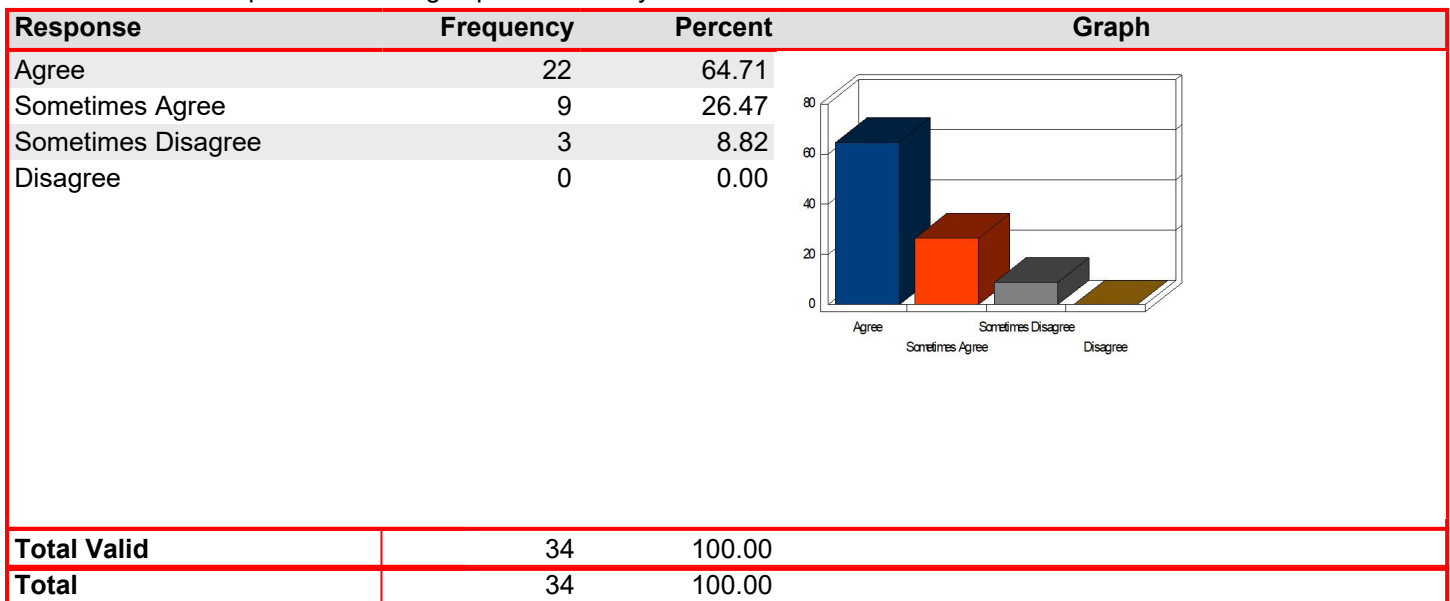 Response Frequency Percent Graph
Agree 22 64.71
Sometimes Agree 9 26.47
Sometimes Disagree 3 8.82
Disagree 0 0.00
80
60
40
20
0
Agree Sometimes Disagree
Sometimes Agree Disagree
Total Valid 34 100.00
Total 34 100.00